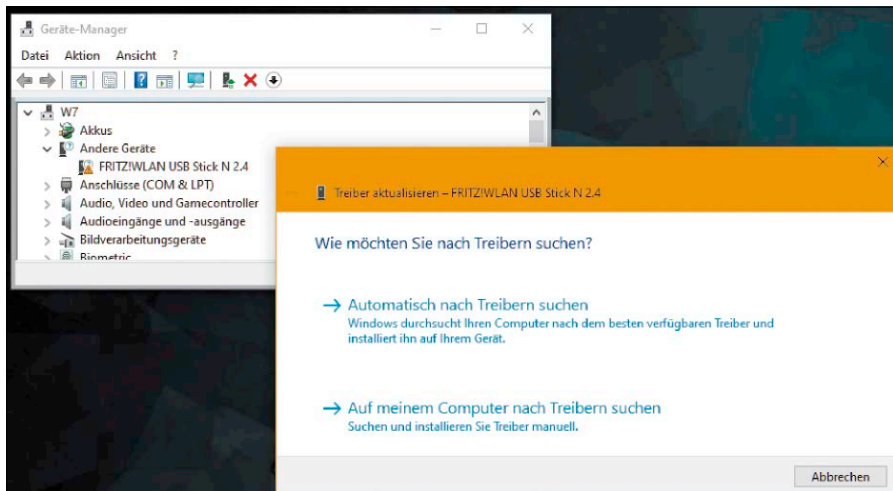 Geräte-Manager
Datei Aktion Ansicht ?
W7
Akkus
Andere Geräte
FRITZ!WLAN USB Stick N 2.4
Anschlüsse (COM & LPT)
Audio, Video und Gamecontroller
Audioeingänge und -ausgänge
Bildverarbeitungsgeräte
Biometric
Treiber aktualisieren – FRITZ!WLAN USB Stick N 2.4
Wie möchten Sie nach Treibern suchen?
Automatisch nach Treibern suchen
Windows durchsucht Ihren Computer nach dem besten verfügbaren Treiber und
installiert ihn auf Ihrem Gerät.
Auf meinem Computer nach Treibern suchen
Suchen und installieren Sie Treiber manuell.
Abbrechen